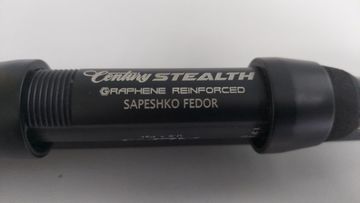 Century STEALTH
GRAPHENE REINFORCED
SAPESHKO FEDOR